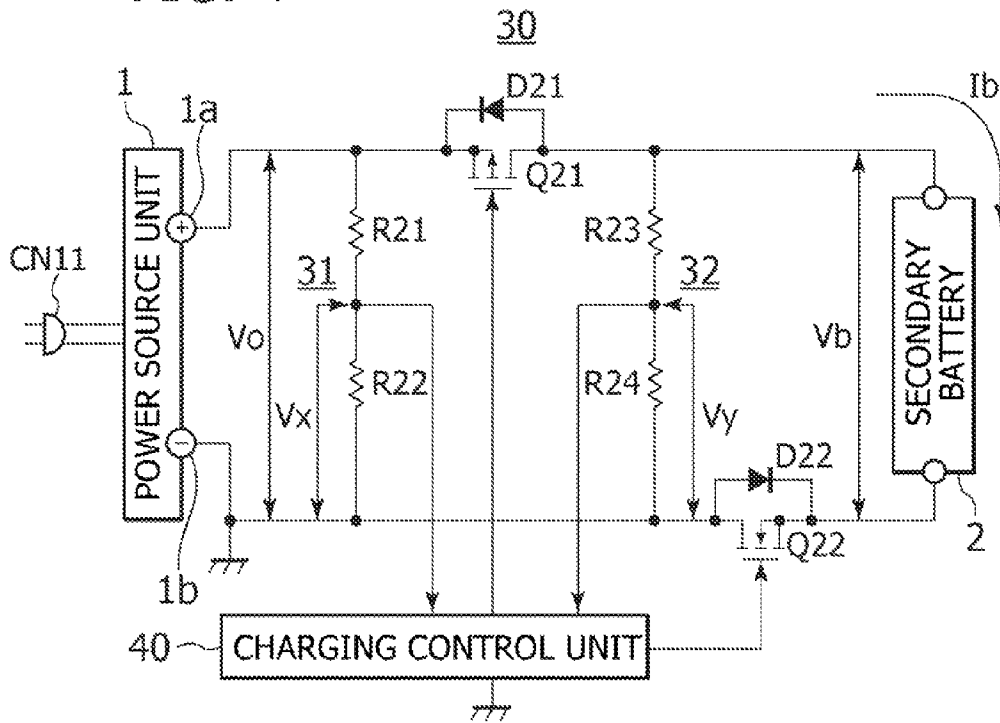 30
1
1a
D21
Ib
Q21
POWER SOURCE UNIT
+
R21
R23
CN11
31
32
Vo
Vb
SECONDARY
BATTERY
R22
R24
Vx
Vy
−
D22
1b
Q22
2
40
CHARGING CONTROL UNIT